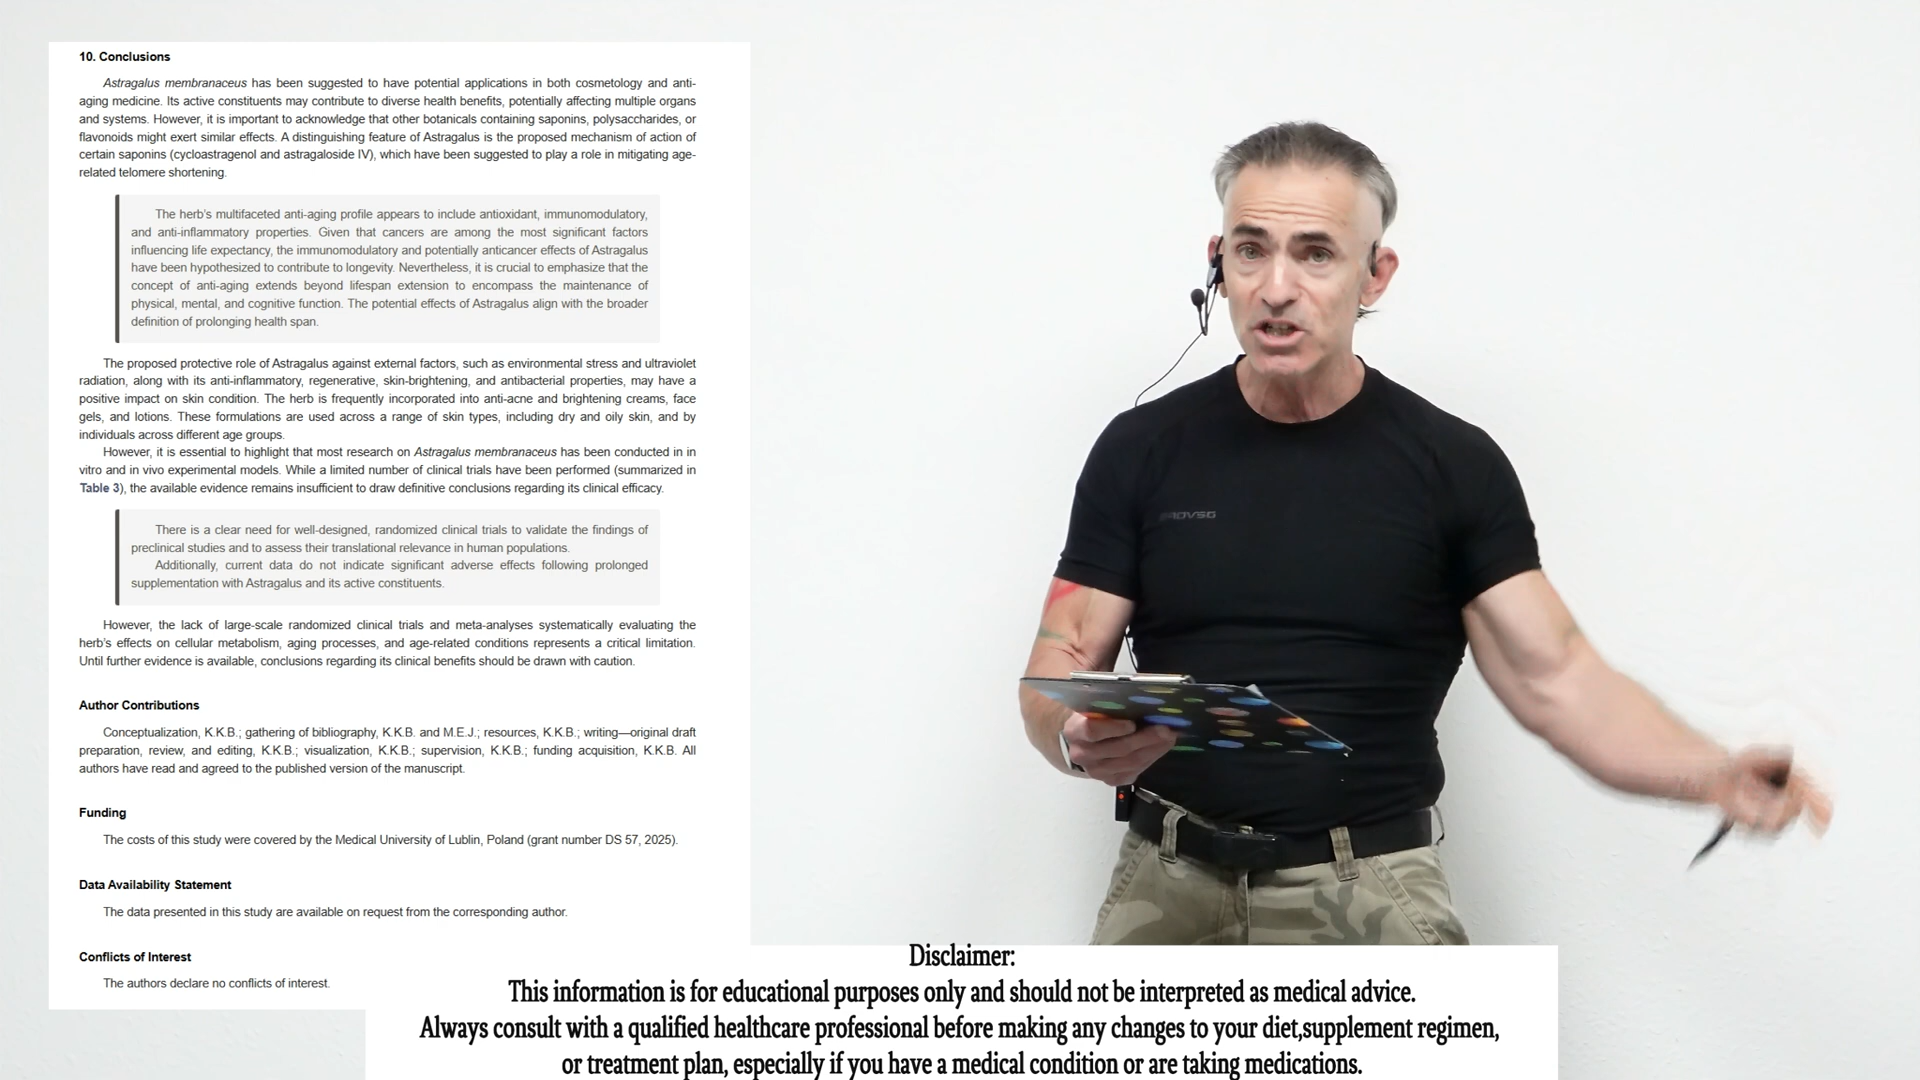 10. Conclusions
Astragalus membranaceus has been suggested to have potential applications in both cosmetology and anti-
aging medicine. Its active constituents may contribute to diverse health benefits, potentially affecting multiple organs
and systems. However, it is important to acknowledge that other botanicals containing saponins, polysaccharides, or
flavonoids might exert similar effects. A distinguishing feature of Astragalus is the proposed mechanism of action of
certain saponins (cycloastragenol and astragaloside IV), which have been suggested to play a role in mitigating age-
related telomere shortening.
The herb's multifaceted anti-aging profile appears to include antioxidant, immunomodulatory,
and anti-inflammatory properties. Given that cancers are among the most significant factors
influencing life expectancy, the immunomodulatory and potentially anticancer effects of Astragalus
have been hypothesized to contribute to longevity. Nevertheless, it is crucial to emphasize that the
concept of anti-aging extends beyond lifespan extension to encompass the maintenance of
physical, mental, and cognitive function. The potential effects of Astragalus align with the broader
definition of prolonging health span.
The proposed protective role of Astragalus against external factors, such as environmental stress and ultraviolet
radiation, along with its anti-inflammatory, regenerative, skin-brightening, and antibacterial properties, may have a
positive impact on skin condition. The herb is frequently incorporated into anti-acne and brightening creams, face
gels, and lotions. These formulations are used across a range of skin types, including dry and oily skin, and by
individuals across different age groups.
However, it is essential to highlight that most research on Astragalus membranaceus has been conducted in in
vitro and in vivo experimental models. While a limited number of clinical trials have been performed (summarized in
Table 3), the available evidence remains insufficient to draw definitive conclusions regarding its clinical efficacy.
There is a clear need for well-designed, randomized clinical trials to validate the findings of
preclinical studies and to assess their translational relevance in human populations.
Additionally, current data do not indicate significant adverse effects following prolonged
supplementation with Astragalus and its active constituents.
However, the lack of large-scale randomized clinical trials and meta-analyses systematically evaluating the
herb's effects on cellular metabolism, aging processes, and age-related conditions represents a critical limitation.
Until further evidence is available, conclusions regarding its clinical benefits should be drawn with caution.
Author Contributions
Conceptualization, K.K.B.; gathering of bibliography, K.K.B. and M.E.J.; resources, K.K.B.; writing—original draft
preparation, review, and editing, K.K.B.; visualization, K.K.B.; supervision, K.K.B.; funding acquisition, K.K.B. All
authors have read and agreed to the published version of the manuscript.
Funding
The costs of this study were covered by the Medical University of Lublin, Poland (grant number DS 57, 2025).
Data Availability Statement
The data presented in this study are available on request from the corresponding author.
Conflicts of Interest
The authors declare no conflicts of interest.
Disclaimer:
This information is for educational purposes only and should not be interpreted as medical advice.
Always consult with a qualified healthcare professional before making any changes to your diet,supplement regimen,
or treatment plan, especially if you have a medical condition or are taking medications.